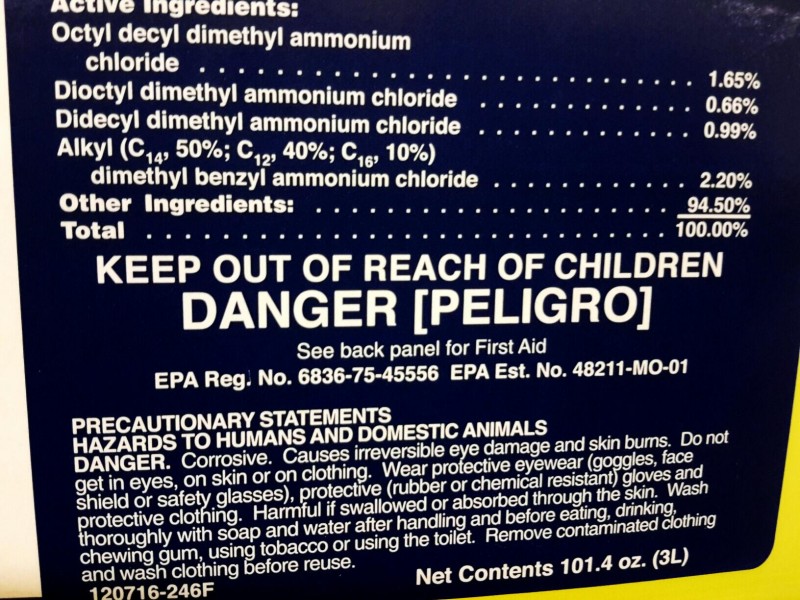 Active Ingredients:
Octyl decyl dimethyl ammonium
chloride . . . . . . . . . . . . . . . . . . . . . . . . . . . . . . 1.65%
Dioctyl dimethyl ammonium chloride . . . . . . . . . . . . . 0.66%
Didecyl dimethyl ammonium chloride . . . . . . . . . . . . . 0.99%
Alkyl (C14, 50%; C12, 40%; C16, 10%)
dimethyl benzyl ammonium chloride . . . . . . . . . . . . 2.20%
Other Ingredients: . . . . . . . . . . . . . . . . . . . . . . 94.50%
Total . . . . . . . . . . . . . . . . . . . . . . . . . . . . . . . . 100.00%
KEEP OUT OF REACH OF CHILDREN
DANGER [PELIGRO]
See back panel for First Aid
EPA Reg. No. 6836-75-45556 EPA Est. No. 48211-MO-01
PRECAUTIONARY STATEMENTS
HAZARDS TO HUMANS AND DOMESTIC ANIMALS
DANGER. Corrosive. Causes irreversible eye damage and skin burns. Do not
get in eyes, on skin or on clothing. Wear protective eyewear (goggles, face
shield or safety glasses), protective (rubber or chemical resistant) gloves and
protective clothing. Harmful if swallowed or absorbed through the skin. Wash
thoroughly with soap and water after handling and before eating, drinking,
chewing gum, using tobacco or using the toilet. Remove contaminated clothing
and wash clothing before reuse.
120716-246F
Net Contents 101.4 oz. (3L)